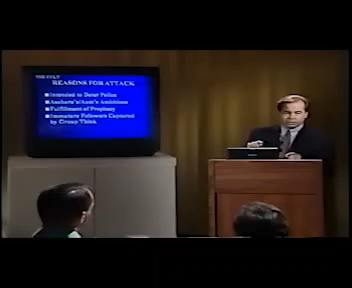 THE CULT
REASONS FOR ATTACK
Intended to Deter Police
Asahara's/Aum's Ambitions
Fulfillment of Prophecy
Immature Followers Captured
by Group Think